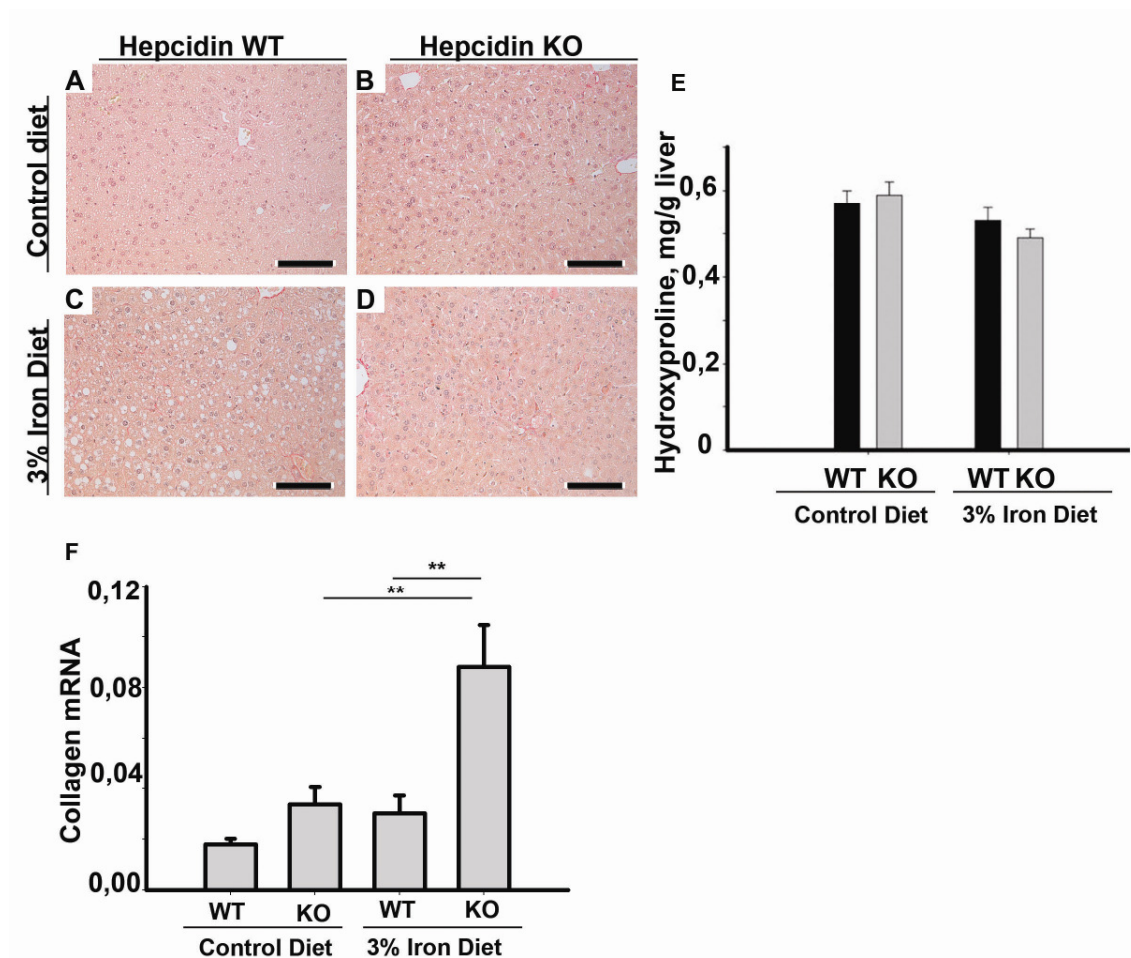 Hepcidin WT
Hepcidin KO
Control diet
3% Iron Diet
A
B
C
D
E
Hydroxyproline, mg/g liver
0,6
0,4
0,2
0
WT KO
WT KO
Control Diet
3% Iron Diet
F
Collagen mRNA
0,12
0,08
0,04
0,00
**
**
WT
KO
WT
KO
Control Diet
3% Iron Diet